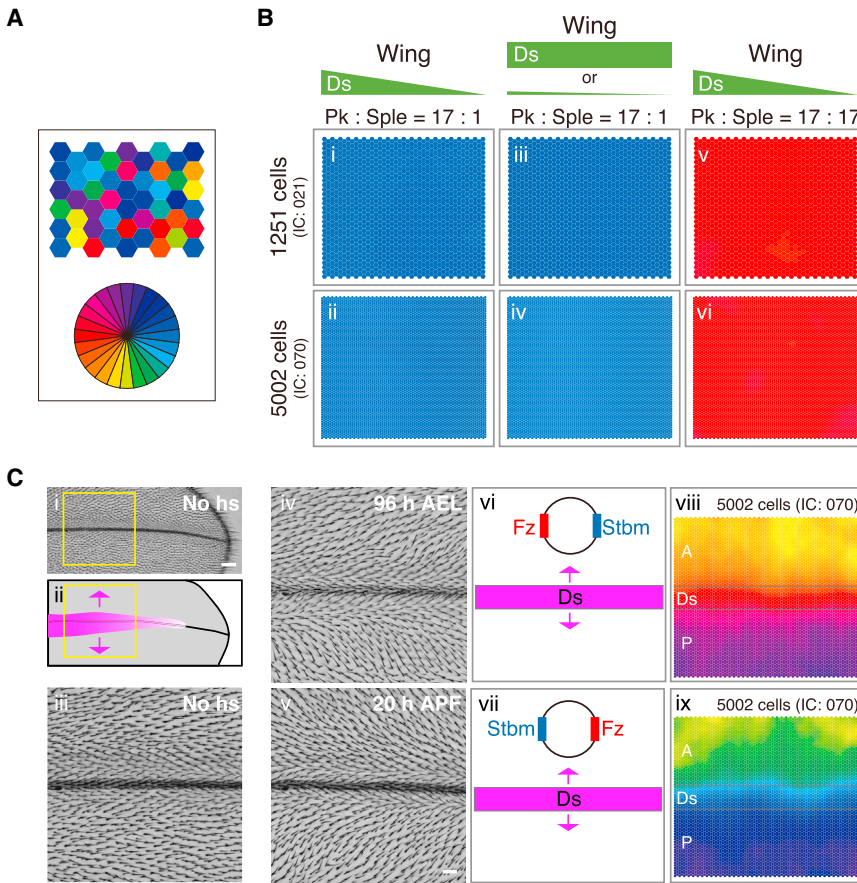 A
B
Wing
Ds
Pk : Sple = 17 : 1
Wing
Ds
or
Pk : Sple = 17 : 1
Wing
Ds
Pk : Sple = 17 : 17
1251 cells
(IC: 021)
i
iii
v
5002 cells
(IC: 070)
ii
iv
vi
C
i
No hs
ii
iii
No hs
iv
96 h AEL
v
20 h APF
vi
Fz
Stbm
Ds
vii
Stbm
Fz
Ds
viii
5002 cells (IC: 070)
A
Ds
P
ix
5002 cells (IC: 070)
A
Ds
P